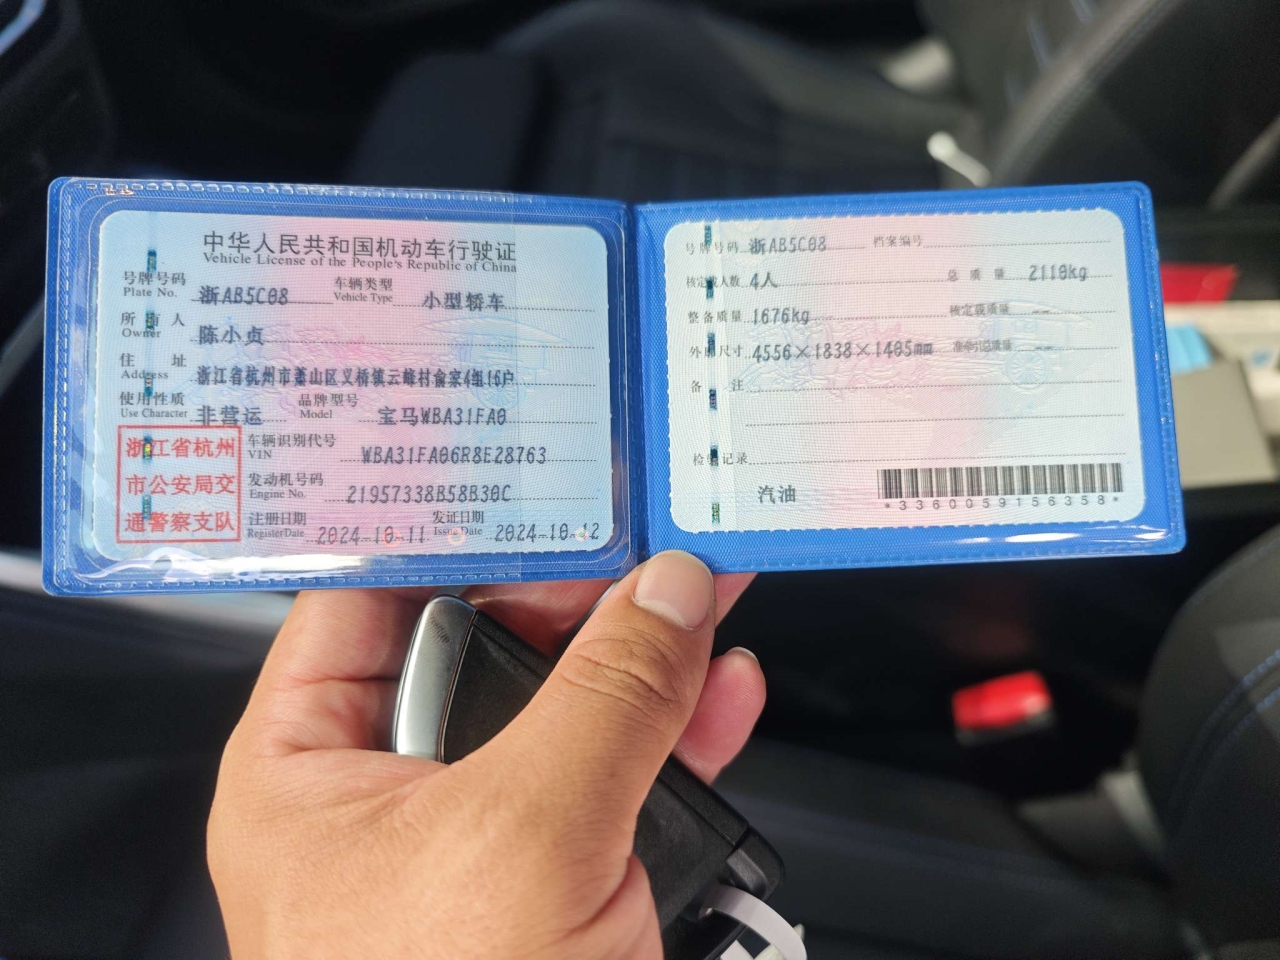 中华人民共和国机动车行驶证
Vehicle License of the People's Republic of China
号牌号码 浙AB5C08 车辆类型 小型轿车
Plate No. Vehicle Type
所有人 陈小贞
Owner
住址 浙江省杭州市萧山区义桥镇云峰村俞家4组16户
Address
使用性质 非营运 品牌型号 宝马WBA31FA0
Use Character Model
浙江省杭州
市公安局交
通警察支队
车辆识别代号 WBA31FA06R8E28763
VIN
发动机号码 21957338B58B30C
Engine No.
注册日期 2024-10-11 发证日期 2024-10-12
Register Date Issue Date
号牌号码 浙AB5C08 档案编号
核定载人数 4人 总质量 2110kg
整备质量 1676kg 核定载质量 --
外廓尺寸 4556×1838×1405mm 准牵引总质量 --
备注
检验记录
汽油
*3360059156358*